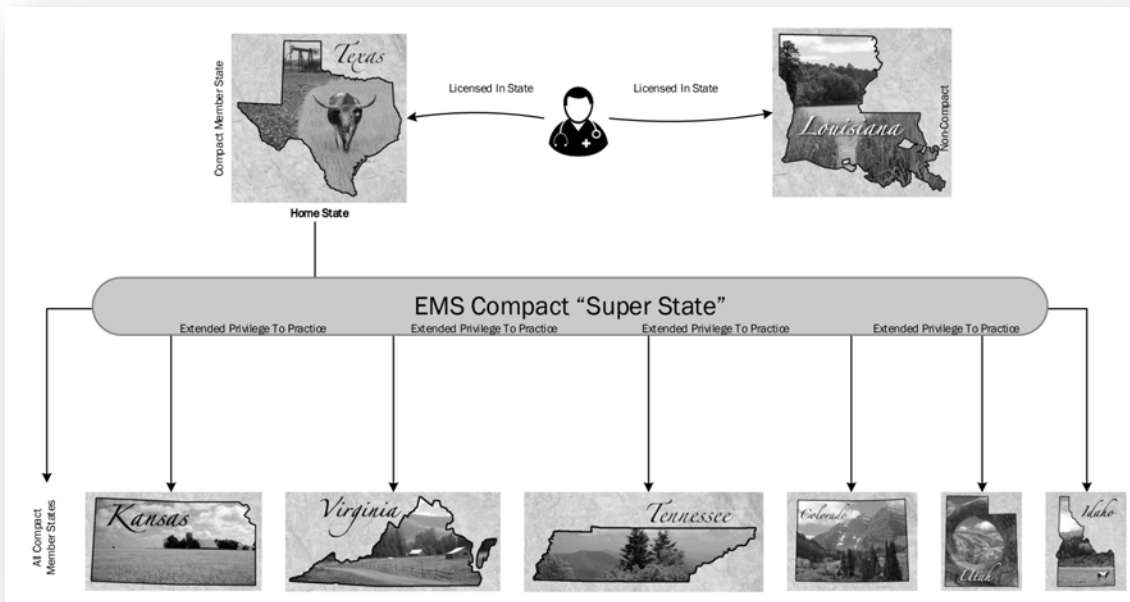 Compact Member State
Texas
Licensed In State
Licensed In State
Louisiana
Non-Compact
Home State
EMS Compact “Super State”
Extended Privilege To Practice
Extended Privilege To Practice
Extended Privilege To Practice
Extended Privilege To Practice
All Compact
Member States
Kansas
Virginia
Tennessee
Colorado
Utah
Idaho